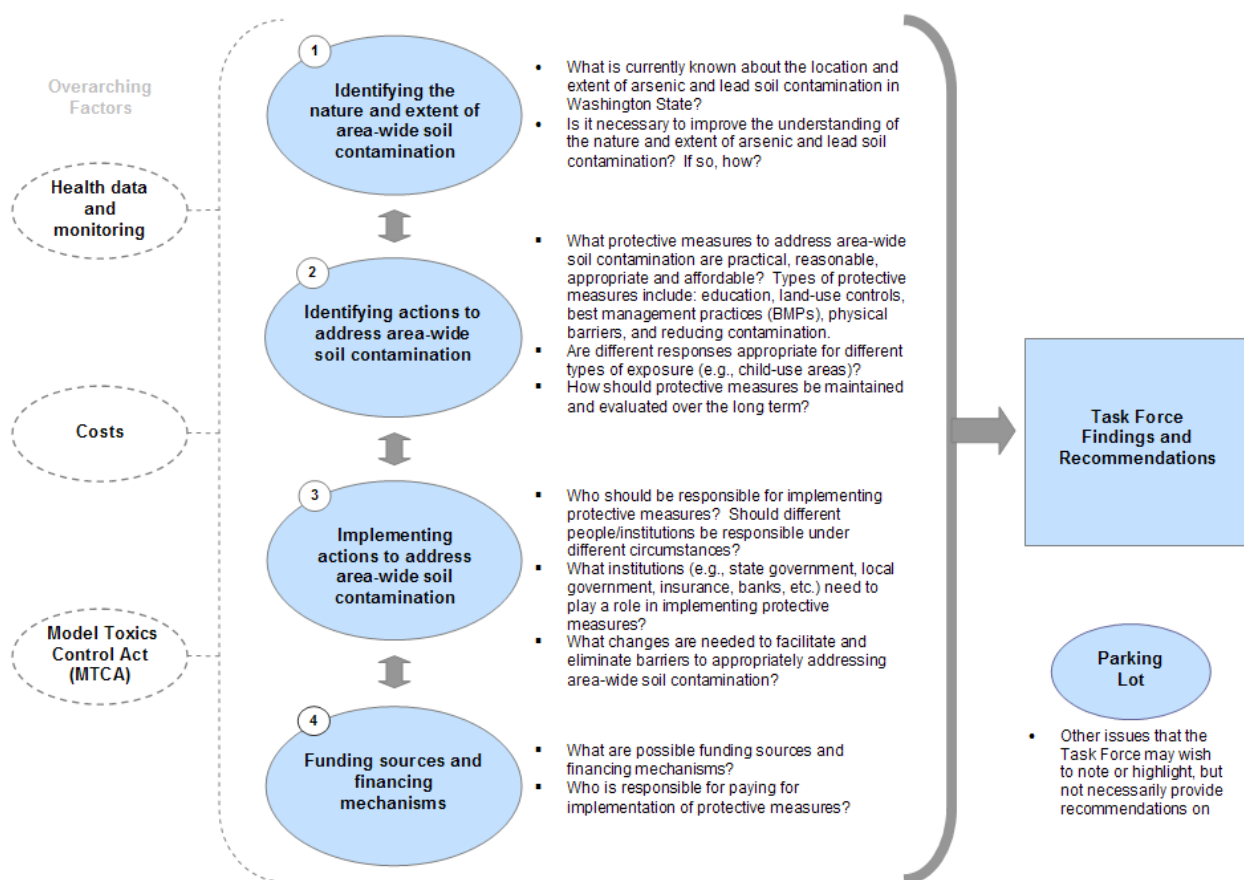 Overarching
Factors
Health data
and
monitoring
Costs
Model Toxics
Control Act
(MTCA)
1
Identifying the
nature and extent of
area-wide soil
contamination
• What is currently known about the location and
extent of arsenic and lead soil contamination in
Washington State?
• Is it necessary to improve the understanding of
the nature and extent of arsenic and lead soil
contamination? If so, how?
2
Identifying actions to
address area-wide
soil contamination
▪ What protective measures to address area-wide
soil contamination are practical, reasonable,
appropriate and affordable? Types of protective
measures include: education, land-use controls,
best management practices (BMPs), physical
barriers, and reducing contamination.
▪ Are different responses appropriate for different
types of exposure (e.g., child-use areas)?
▪ How should protective measures be maintained
and evaluated over the long term?
3
Implementing
actions to address
area-wide soil
contamination
▪ Who should be responsible for implementing
protective measures? Should different
people/institutions be responsible under
different circumstances?
▪ What institutions (e.g., state government, local
government, insurance, banks, etc.) need to
play a role in implementing protective
measures?
▪ What changes are needed to facilitate and
eliminate barriers to appropriately addressing
area-wide soil contamination?
4
Funding sources and
financing
mechanisms
▪ What are possible funding sources and
financing mechanisms?
▪ Who is responsible for paying for
implementation of protective measures?
Task Force
Findings and
Recommendations
Parking
Lot
• Other issues that the
Task Force may wish
to note or highlight, but
not necessarily provide
recommendations on